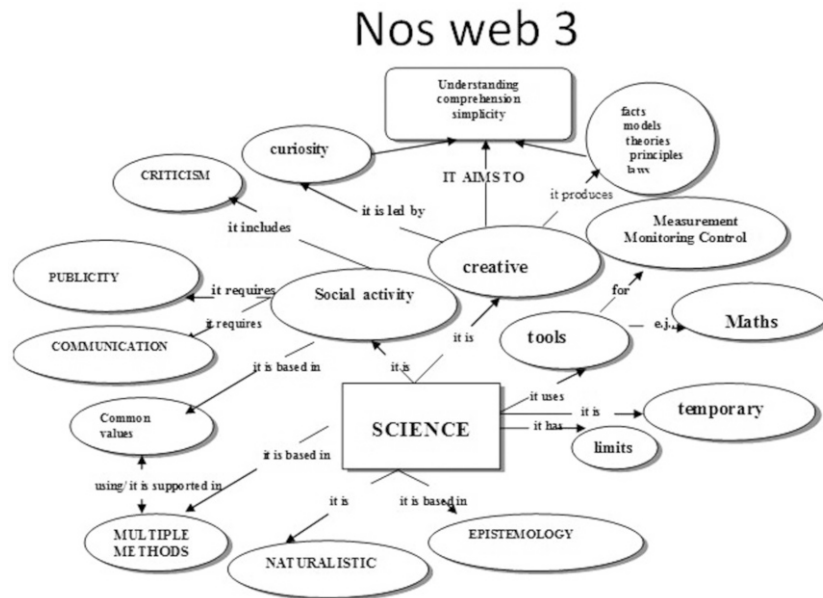 Nos web 3
Understanding
comprehension
simplicity
facts
models
theories
principles
laws
curiosity
CRITICISM
IT AIMS TO
it produces
it is led by
it includes
Measurement
Monitoring Control
creative
PUBLICITY
it requires
Social activity
for
it requires
COMMUNICATION
it is
tools
e.j.,
Maths
it is based in
it is
it uses
Common
values
SCIENCE
it is
temporary
it has
limits
it is based in
using/ it is supported in
it is
it is based in
MULTIPLE
METHODS
NATURALISTIC
EPISTEMOLOGY